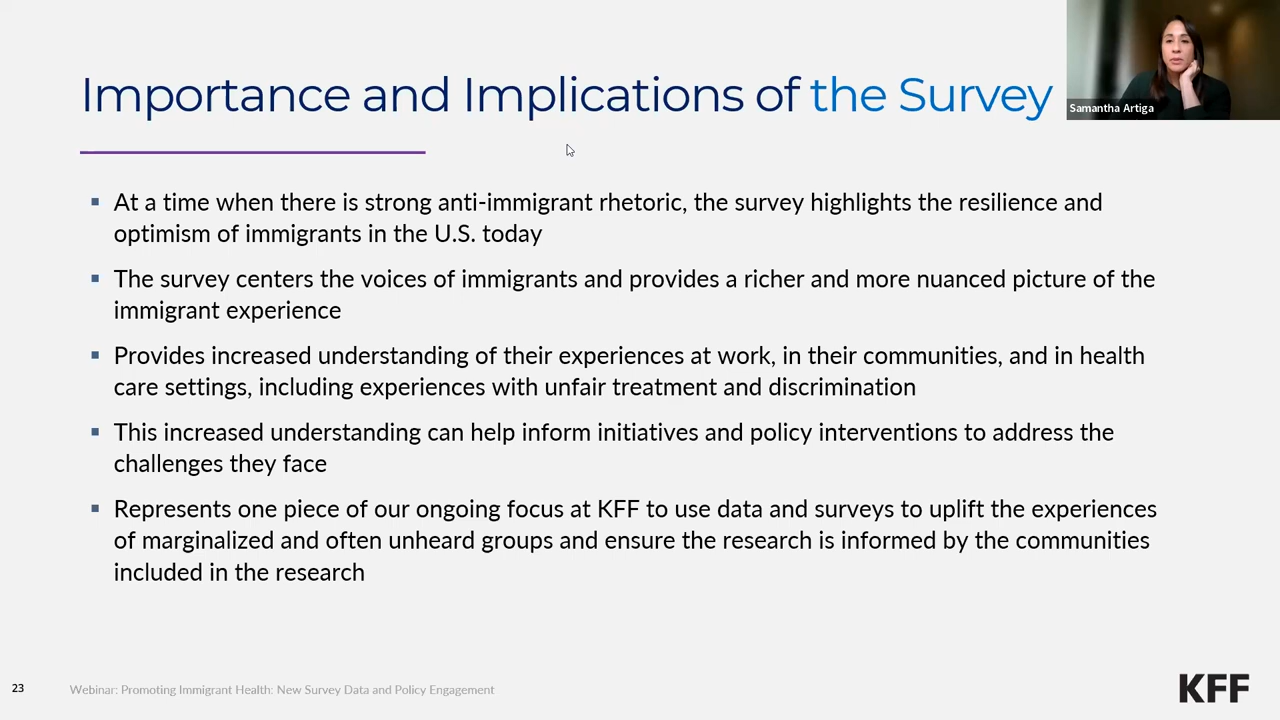 Importance and Implications of the Survey
Samantha Artiga
▪ At a time when there is strong anti-immigrant rhetoric, the survey highlights the resilience and
optimism of immigrants in the U.S. today
▪ The survey centers the voices of immigrants and provides a richer and more nuanced picture of the
immigrant experience
▪ Provides increased understanding of their experiences at work, in their communities, and in health
care settings, including experiences with unfair treatment and discrimination
▪ This increased understanding can help inform initiatives and policy interventions to address the
challenges they face
▪ Represents one piece of our ongoing focus at KFF to use data and surveys to uplift the experiences
of marginalized and often unheard groups and ensure the research is informed by the communities
included in the research
23
Webinar: Promoting Immigrant Health: New Survey Data and Policy Engagement
KFF